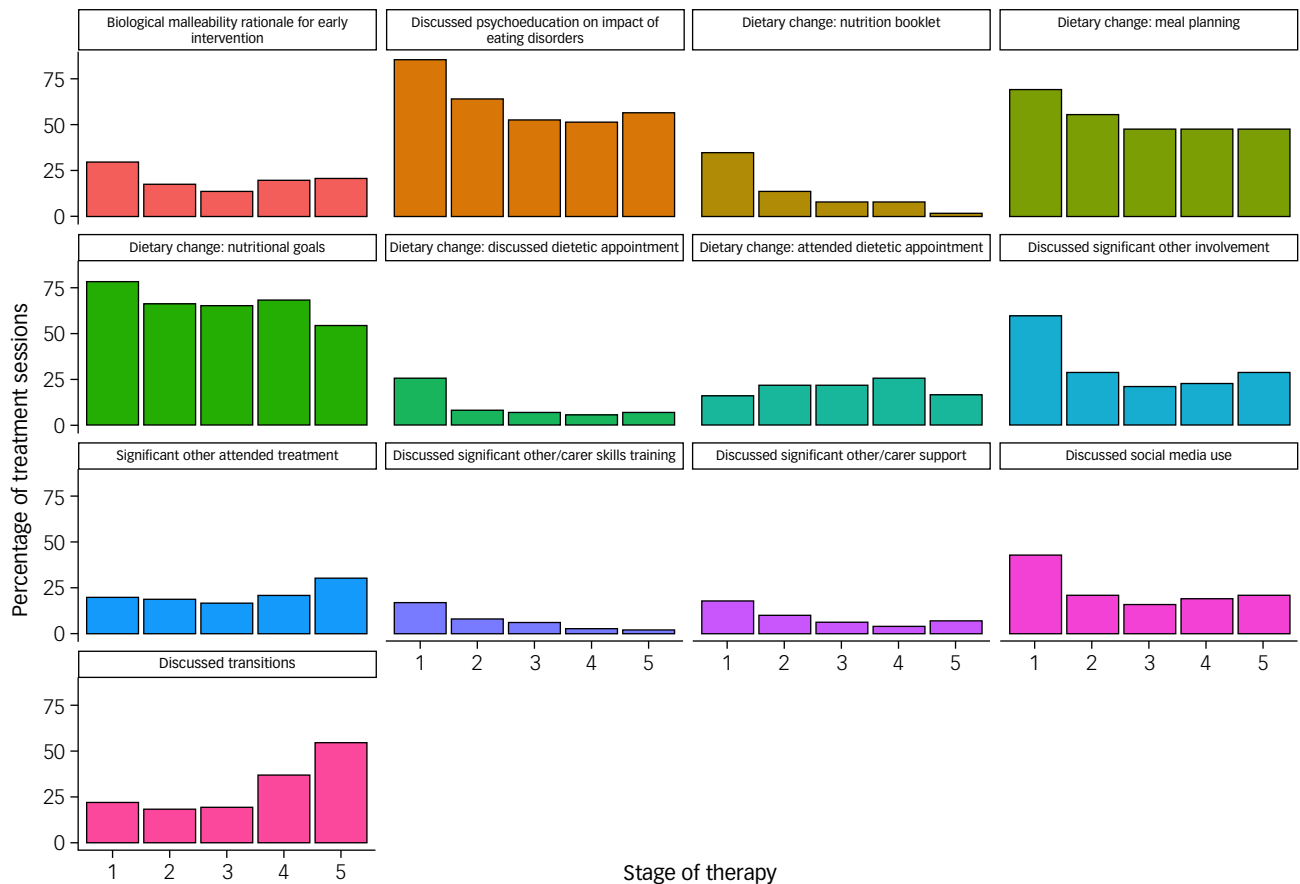 Biological malleability rationale for early
intervention
Discussed psychoeducation on impact of
eating disorders
Dietary change: nutrition booklet
Dietary change: meal planning
75
50
25
0
Dietary change: nutritional goals
Dietary change: discussed dietetic appointment
Dietary change: attended dietetic appointment
Discussed significant other involvement
75
50
25
0
Percentage of treatment sessions
Significant other attended treatment
Discussed significant other/carer skills training
Discussed significant other/carer support
Discussed social media use
75
50
25
0
1 2 3 4 5
1 2 3 4 5
1 2 3 4 5
Discussed transitions
75
50
25
0
1 2 3 4 5
Stage of therapy